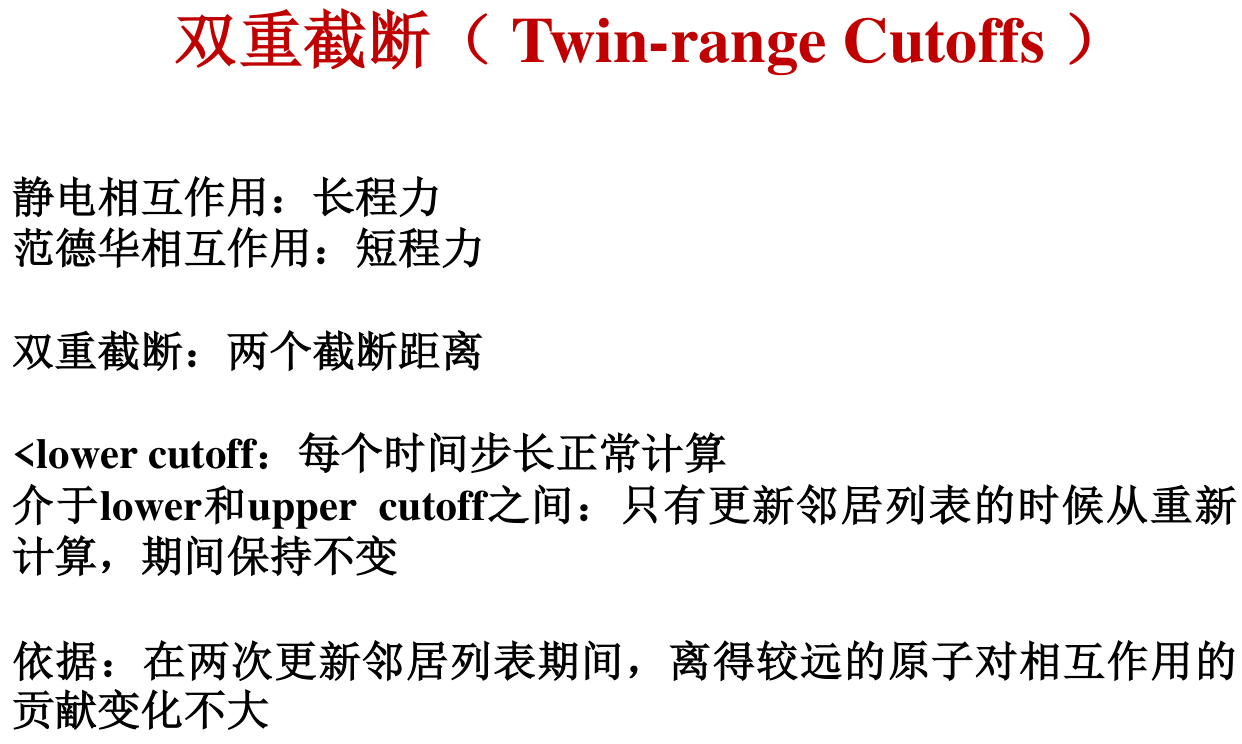 双重截断（ Twin-range Cutoffs ）
静电相互作用：长程力
范德华相互作用：短程力
双重截断：两个截断距离
<lower cutoff：每个时间步长正常计算
介于lower和upper cutoff之间：只有更新邻居列表的时候从重新
计算，期间保持不变
依据：在两次更新邻居列表期间，离得较远的原子对相互作用的
贡献变化不大